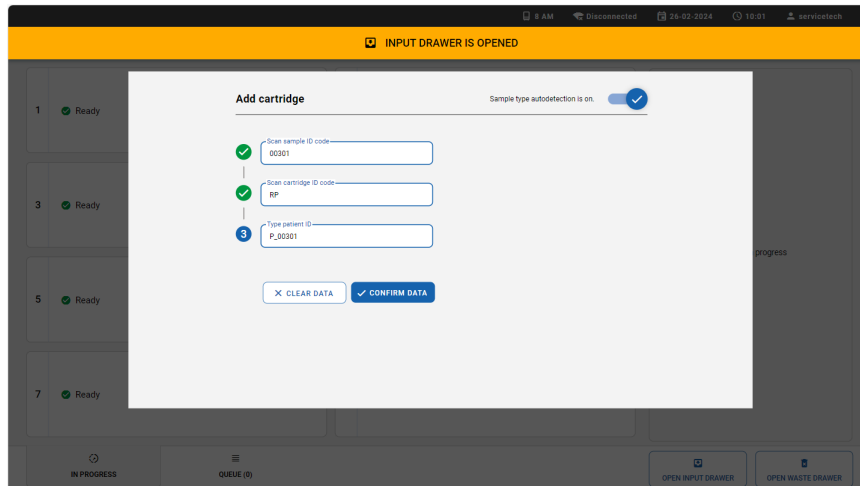 8 AM Disconnected 26-02-2024 10:01 servicetech
INPUT DRAWER IS OPENED
Add cartridge
Sample type autodetection is on.
1 Ready
Scan sample ID code
00301
Scan cartridge ID code
RP
3 Ready
Type patient ID
3 P_00301
progress
CLEAR DATA CONFIRM DATA
5 Ready
7 Ready
IN PROGRESS
QUEUE (0)
OPEN INPUT DRAWER
OPEN WASTE DRAWER